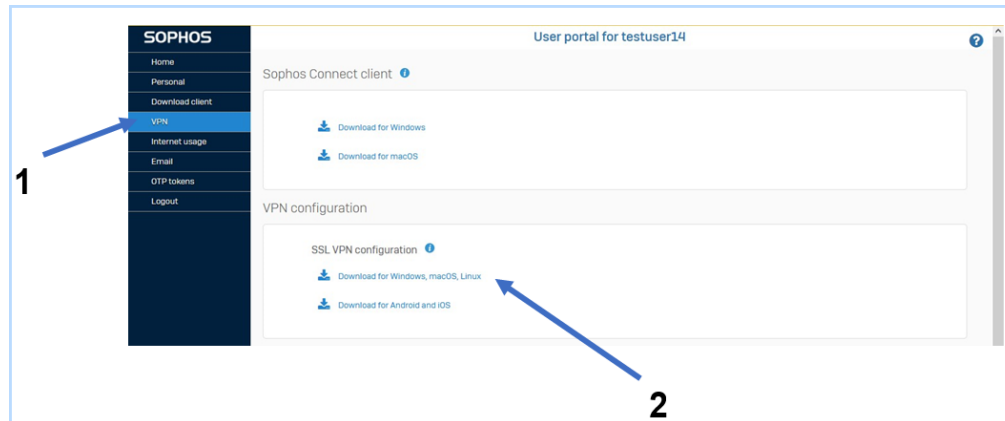 SOPHOS
User portal for testuser14
?
Home
Personal
Download client
VPN
Internet usage
Email
OTP tokens
Logout
Sophos Connect client i
Download for Windows
Download for macOS
VPN configuration
SSL VPN configuration i
Download for Windows, macOS, Linux
Download for Android and iOS
1
2